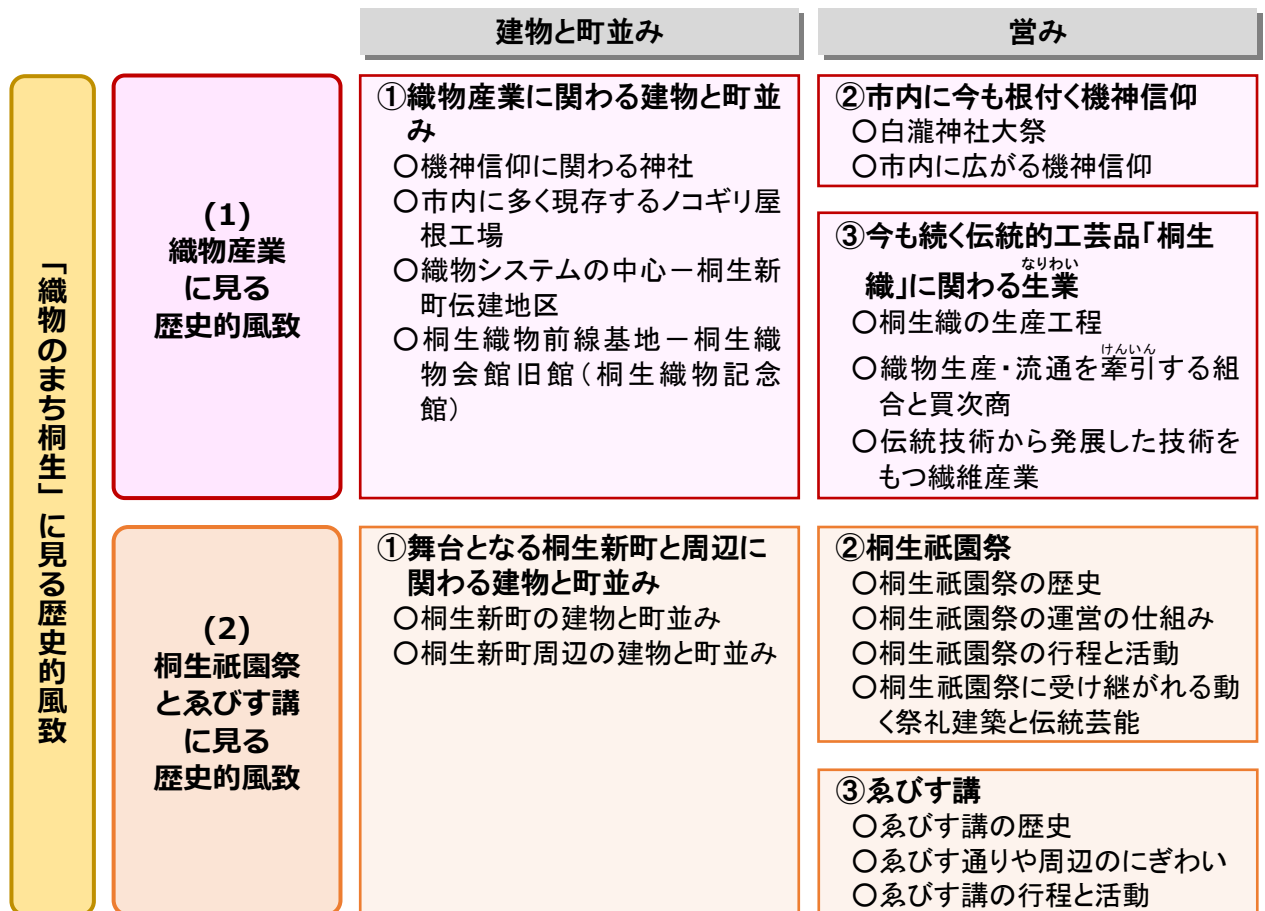 建物と町並み
営み
「織物のまち桐生」に見る歴史的風致
(1)
織物産業
に見る
歴史的風致
①織物産業に関わる建物と町並
み
〇機神信仰に関わる神社
〇市内に多く現存するノコギリ屋
根工場
〇織物システムの中心－桐生新
町伝建地区
〇桐生織物前線基地－桐生織
物会館旧館（桐生織物記念
館）
②市内に今も根付く機神信仰
〇白瀧神社大祭
〇市内に広がる機神信仰
③今も続く伝統的工芸品「桐生
なりわい
織」に関わる生業
〇桐生織の生産工程
けんいん
〇織物生産・流通を牽引する組
合と買次商
〇伝統技術から発展した技術を
もつ繊維産業
(2)
桐生祇園祭
とゑびす講
に見る
歴史的風致
①舞台となる桐生新町と周辺に
関わる建物と町並み
〇桐生新町の建物と町並み
〇桐生新町周辺の建物と町並み
②桐生祇園祭
〇桐生祇園祭の歴史
〇桐生祇園祭の運営の仕組み
〇桐生祇園祭の行程と活動
〇桐生祇園祭に受け継がれる動
く祭礼建築と伝統芸能
③ゑびす講
〇ゑびす講の歴史
〇ゑびす通りや周辺のにぎわい
〇ゑびす講の行程と活動